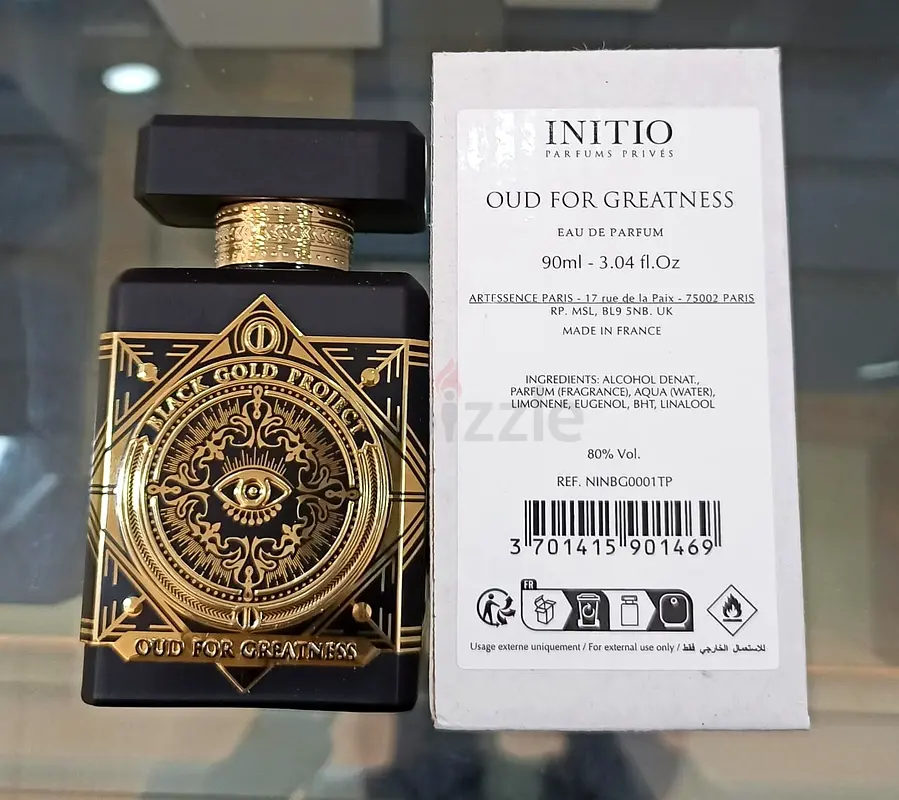 BLACK GOLD PROJECT
OUD FOR GREATNESS
INITIO
PARFUMS PRIVÉS
OUD FOR GREATNESS
EAU DE PARFUM
90ml - 3.04 fl.Oz
ARTESSENCE PARIS - 17 rue de la Paix - 75002 PARIS
RP. MSL, BL9 5NB. UK
MADE IN FRANCE
INGREDIENTS: ALCOHOL DENAT.,
PARFUM (FRAGRANCE), AQUA (WATER),
LIMONENE, EUGENOL, BHT, LINALOOL
izzle
80% Vol.
REF. NINBG0001TP
3 701415 901469
FR
Usage externe uniquement / For external use only / للاستعمال الخارجي فقط